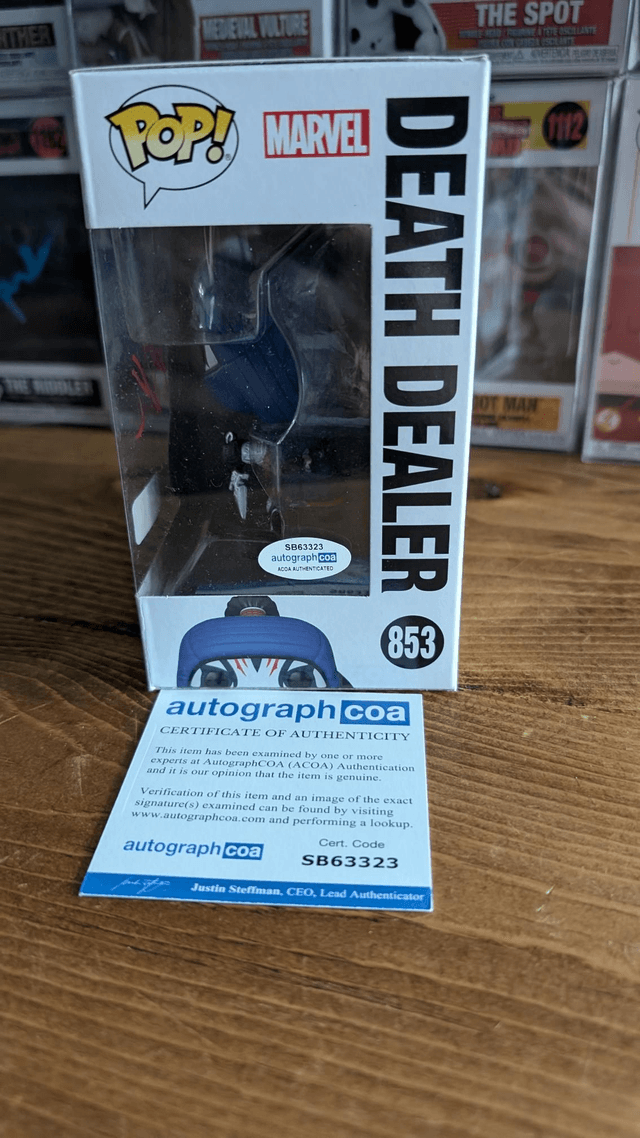 MEDIEVAL VULTURE
THE SPOT
POP!
MARVEL
DEATH DEALER
1112
THE RIDDLER
SB63323
autographcoa
ACOA AUTHENTICATED
853
autograph coa
CERTIFICATE OF AUTHENTICITY
This item has been examined by one or more
experts at AutographCOA (ACOA) Authentication
and it is our opinion that the item is genuine.
Verification of this item and an image of the exact
signature(s) examined can be found by visiting
www.autographcoa.com and performing a lookup.
autograph coa
Cert. Code
SB63323
Justin Steffman, CEO, Lead Authenticator